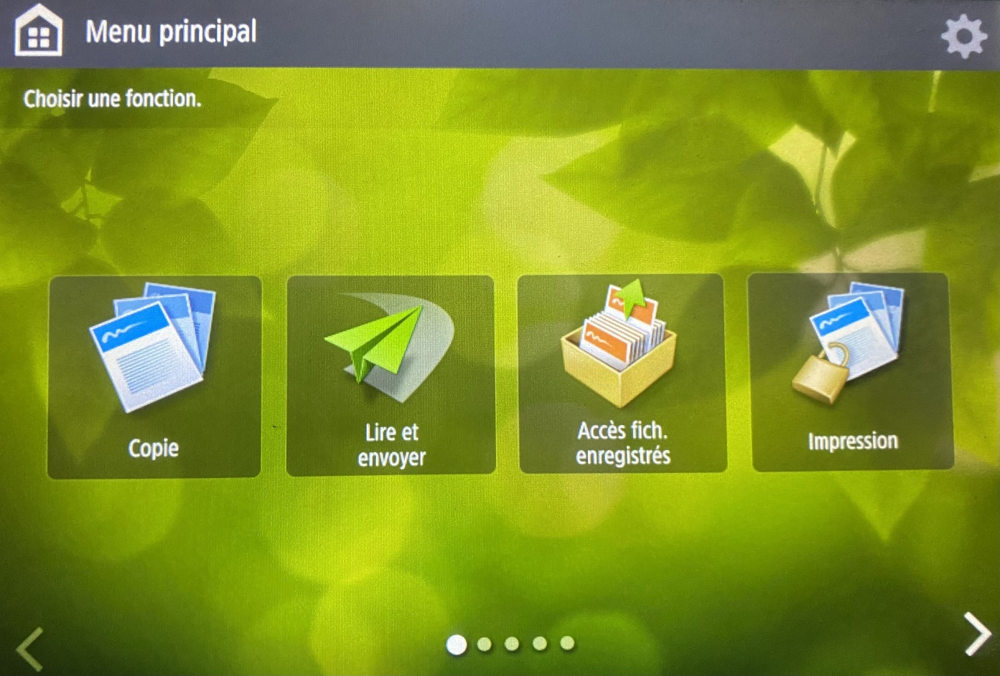 Menu principal
Choisir une fonction.
Copie
Lire et
envoyer
Accès fich.
enregistrés
Impression